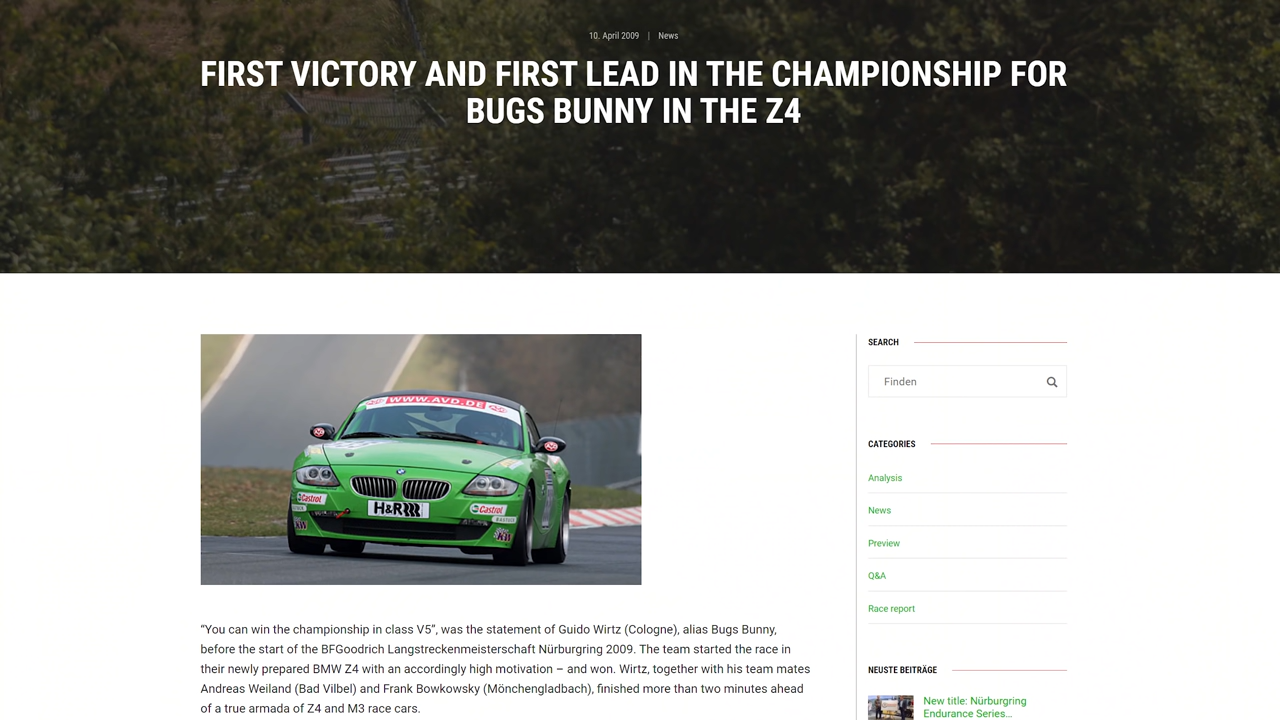 10. April 2009 | News
FIRST VICTORY AND FIRST LEAD IN THE CHAMPIONSHIP FOR
BUGS BUNNY IN THE Z4
WWW.AVD.DE
Castrol
H&R
Castrol
KW
KW
“You can win the championship in class V5”, was the statement of Guido Wirtz (Cologne), alias Bugs Bunny,
before the start of the BFGoodrich Langstreckenmeisterschaft Nürburgring 2009. The team started the race in
their newly prepared BMW Z4 with an accordingly high motivation – and won. Wirtz, together with his team mates
Andreas Weiland (Bad Vilbel) and Frank Bowkowsky (Mönchengladbach), finished more than two minutes ahead
of a true armada of Z4 and M3 race cars.
SEARCH
Finden
CATEGORIES
Analysis
News
Preview
Q&A
Race report
NEUSTE BEITRÄGE
New title: Nürburgring
Endurance Series...